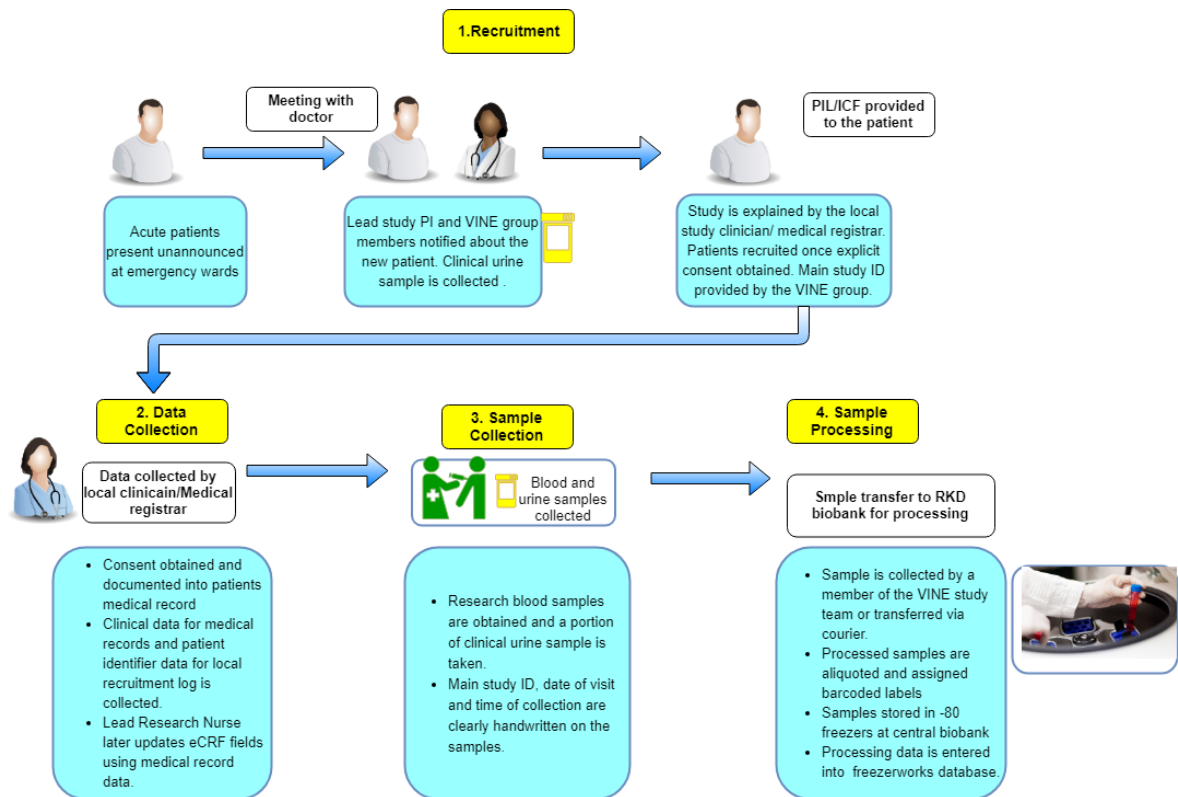 1.Recruitment
Meeting with
doctor
PIL/ICF provided
to the patient
Acute patients
present unannounced
at emergency wards
Lead study PI and VINE group
members notified about the
new patient. Clinical urine
sample is collected .
Study is explained by the local
study clinician/ medical registrar.
Patients recruited once explicit
consent obtained. Main study ID
provided by the VINE group.
2. Data
Collection
Data collected by
local clinicain/Medical
registrar
• Consent obtained and
documented into patients
medical record
• Clinical data for medical
records and patient
identifier data for local
recruitment log is
collected.
• Lead Research Nurse
later updates eCRF fields
using medical record
data.
3. Sample
Collection
Blood and
urine samples
collected
• Research blood samples
are obtained and a portion
of clinical urine sample is
taken.
• Main study ID, date of visit
and time of collection are
clearly handwritten on the
samples.
4. Sample
Processing
Smple transfer to RKD
biobank for processing
• Sample is collected by a
member of the VINE study
team or transferred via
courier.
• Processed samples are
aliquoted and assigned
barcoded labels
• Samples stored in -80
freezers at central biobank
• Processing data is entered
into freezerworks database.